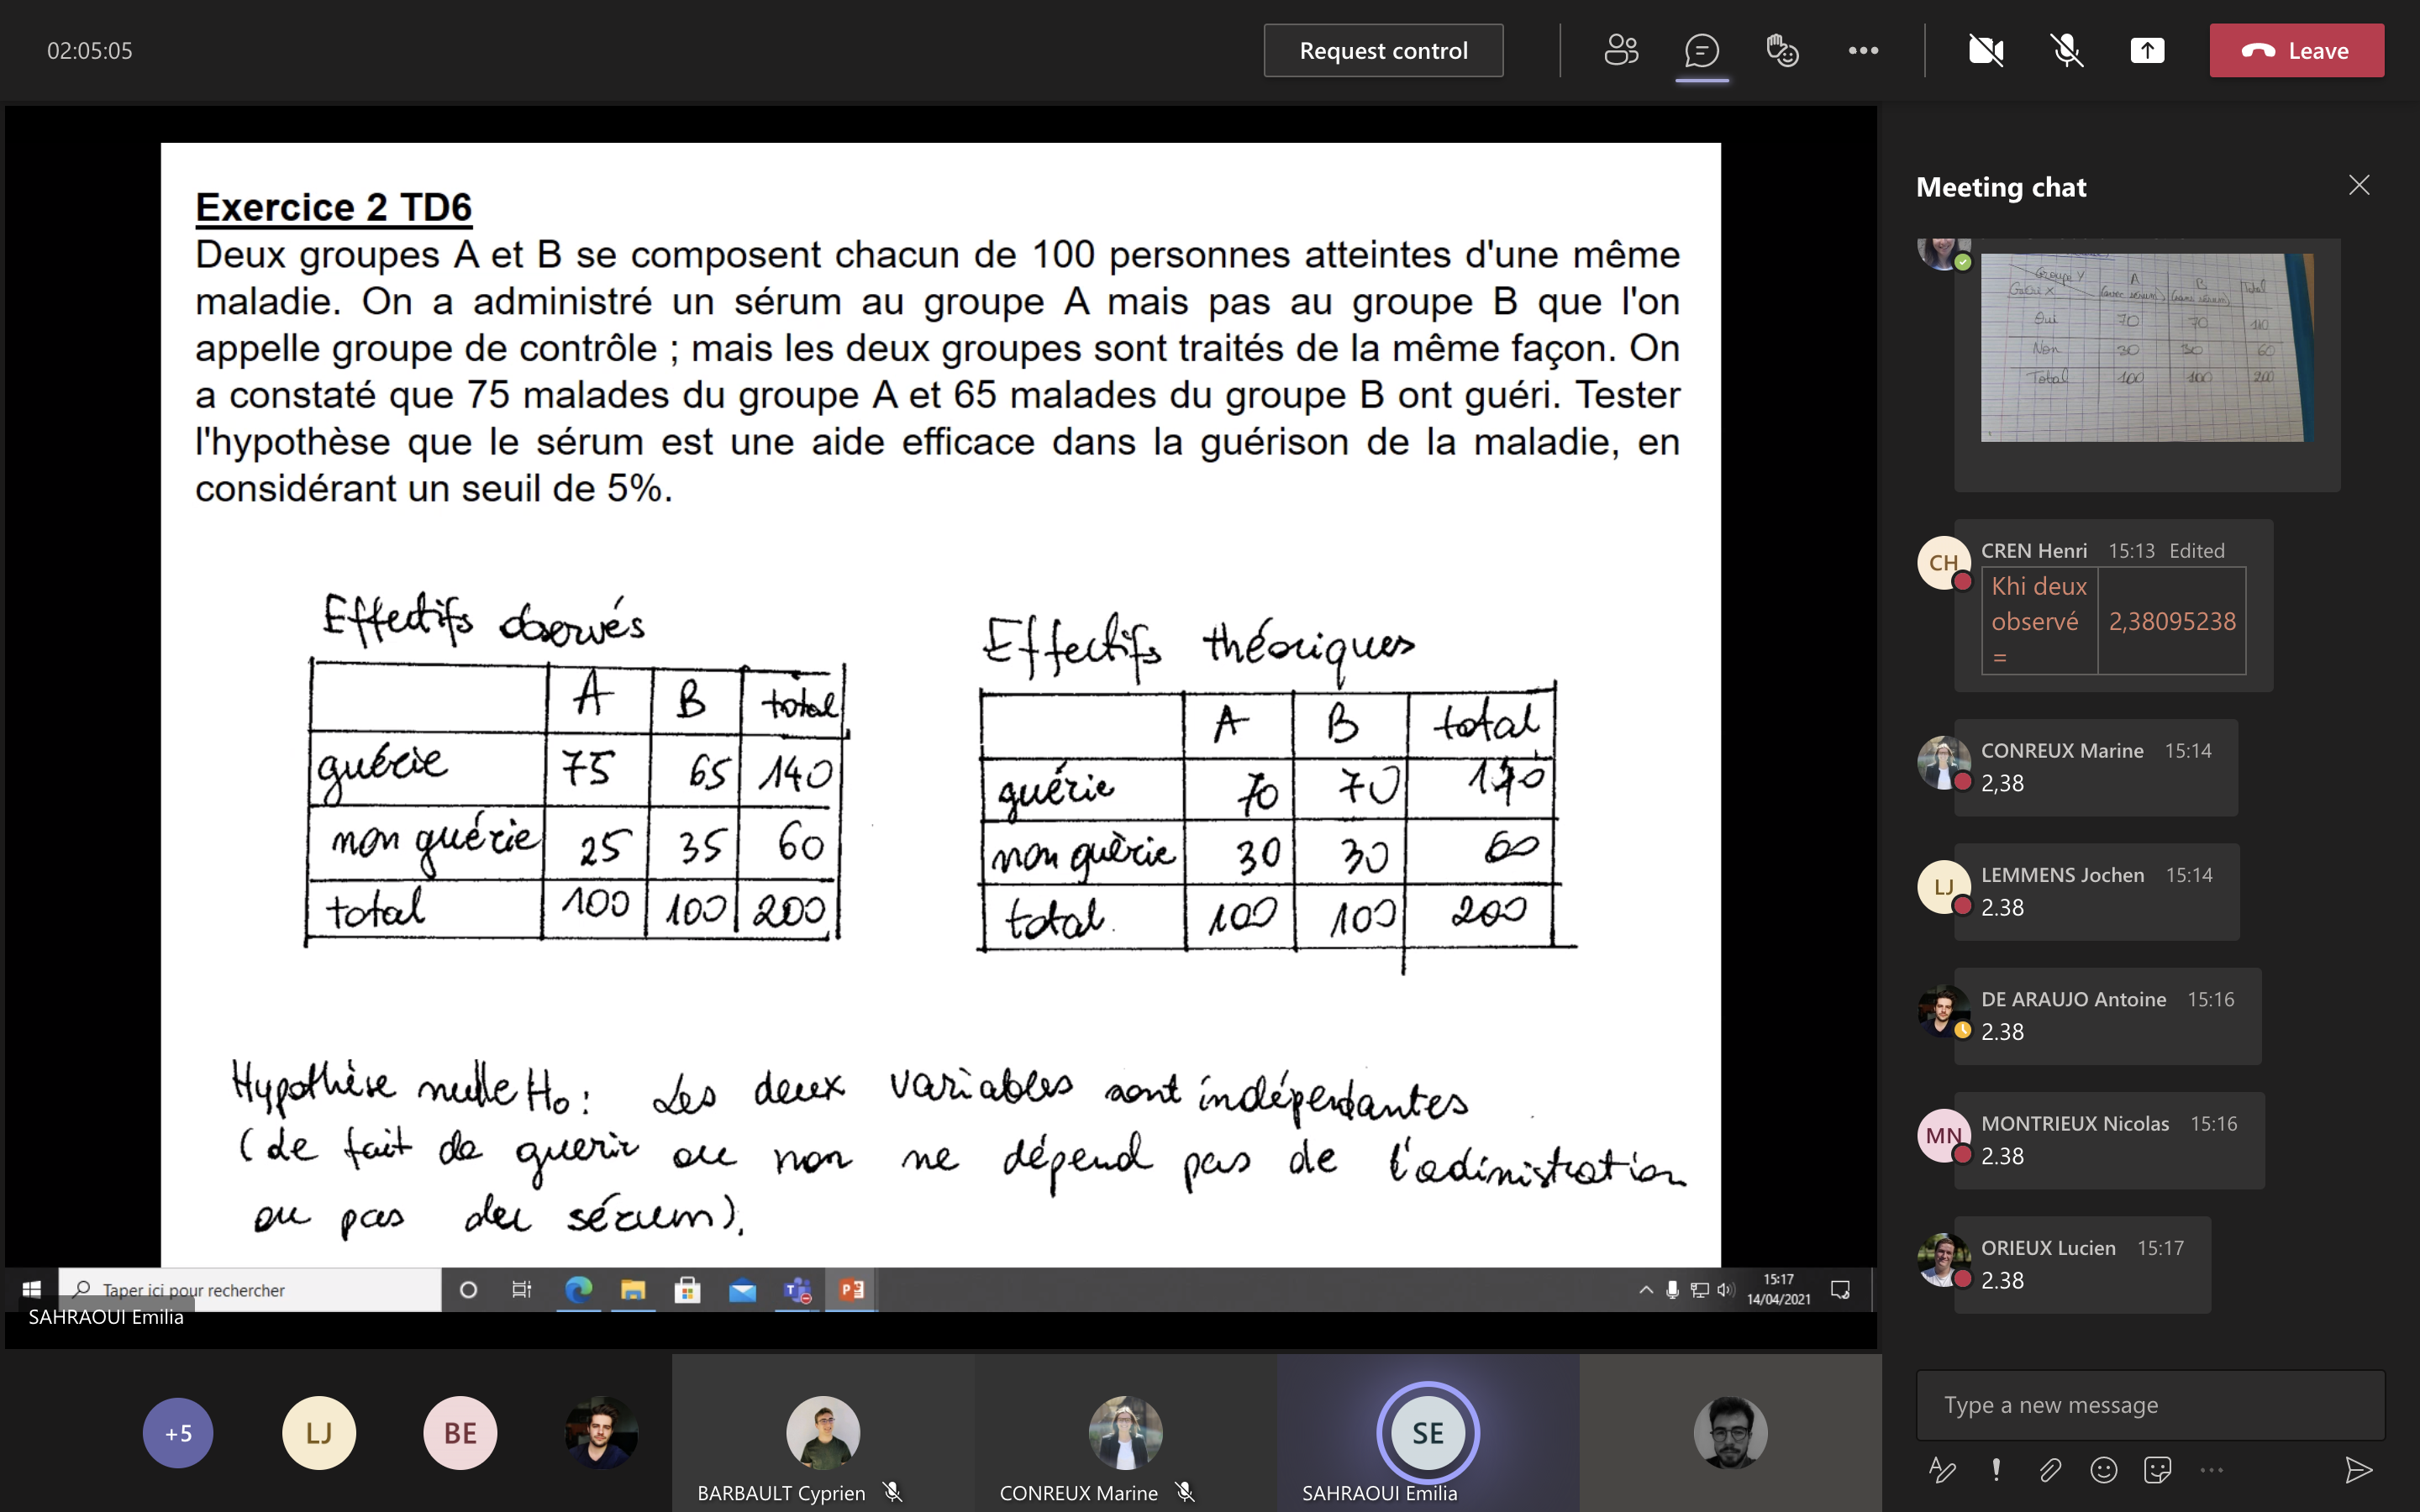 02:05:05
Request control
Leave
Exercice 2 TD6
Deux groupes A et B se composent chacun de 100 personnes atteintes d'une même
maladie. On a administré un sérum au groupe A mais pas au groupe B que l'on
appelle groupe de contrôle ; mais les deux groupes sont traités de la même façon. On
a constaté que 75 malades du groupe A et 65 malades du groupe B ont guéri. Tester
l'hypothèse que le sérum est une aide efficace dans la guérison de la maladie, en
considérant un seuil de 5%.
Effectifs observés
A B total
guérie 75 65 140
non guérie 25 35 60
total 100 100 200
Effectifs théoriques
A B total
guérie 70 70 140
non guérie 30 30 60
total 100 100 200
Hypothèse nulle H0 : Les deux variables sont indépendantes
(Le fait de guerir ou non ne dépend pas de l'adinistration
ou pas du sérum).
Taper ici pour rechercher
15:17
14/04/2021
SAHRAOUI Emilia
+5
LJ
BE
BARBAULT Cyprien
CONREUX Marine
SE
SAHRAOUI Emilia
Meeting chat
Groupe Y A B Total
Guéri X (avec sérum) (sans sérum)
Oui 70 70
Non 30 30 60
Total 100 100 200
CH
CREN Henri 15:13 Edited
Khi deux
observé 2,38095238
=
CONREUX Marine 15:14
2,38
LJ
LEMMENS Jochen 15:14
2.38
DE ARAUJO Antoine 15:16
2.38
MN
MONTRIEUX Nicolas 15:16
2.38
ORIEUX Lucien 15:17
2.38
Type a new message